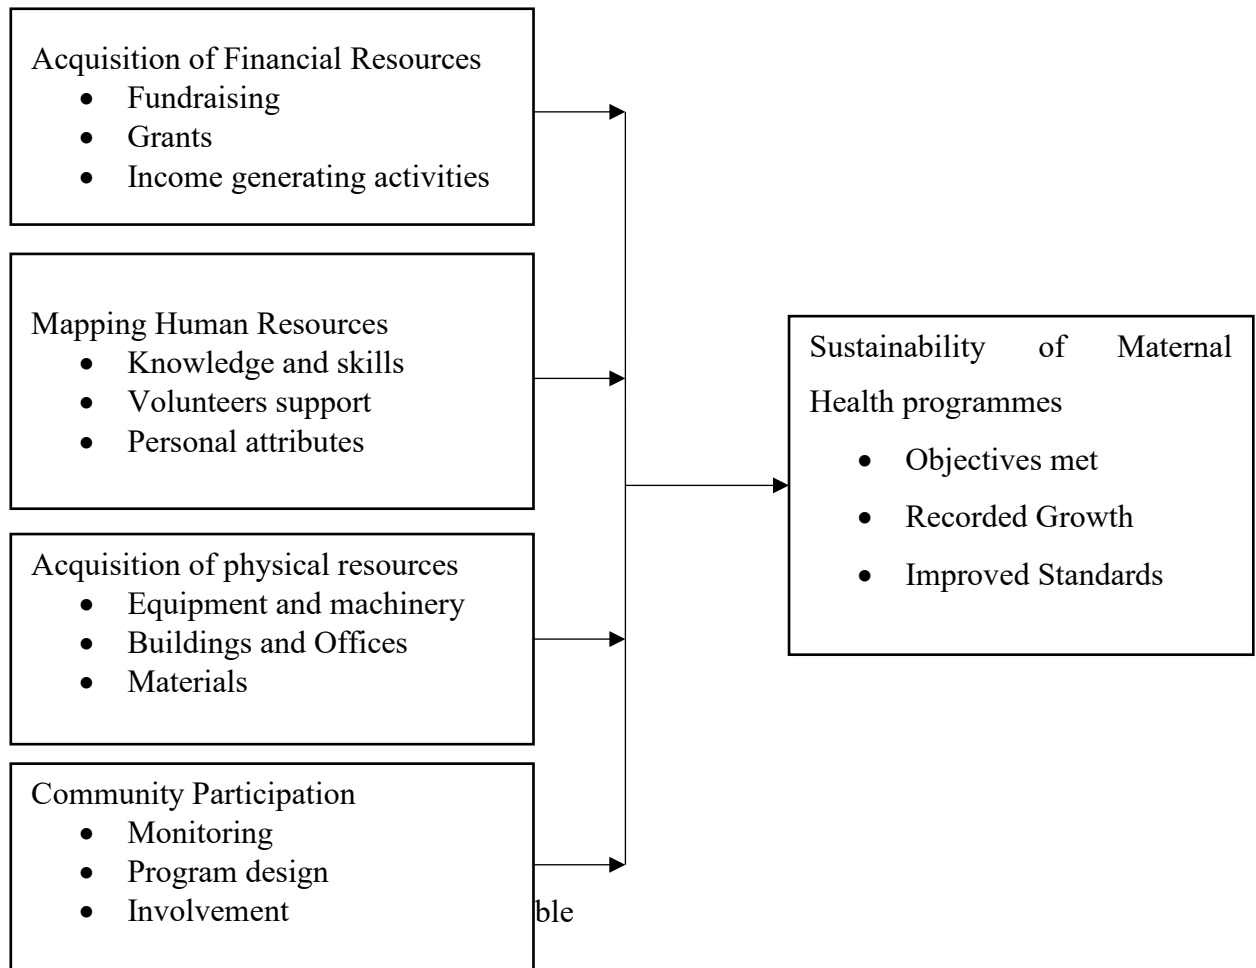 Acquisition of Financial Resources
• Fundraising
• Grants
• Income generating activities
Mapping Human Resources
• Knowledge and skills
• Volunteers support
• Personal attributes
Acquisition of physical resources
• Equipment and machinery
• Buildings and Offices
• Materials
Community Participation
• Monitoring
• Program design
• Involvement
ble
Sustainability of Maternal
Health programmes
• Objectives met
• Recorded Growth
• Improved Standards